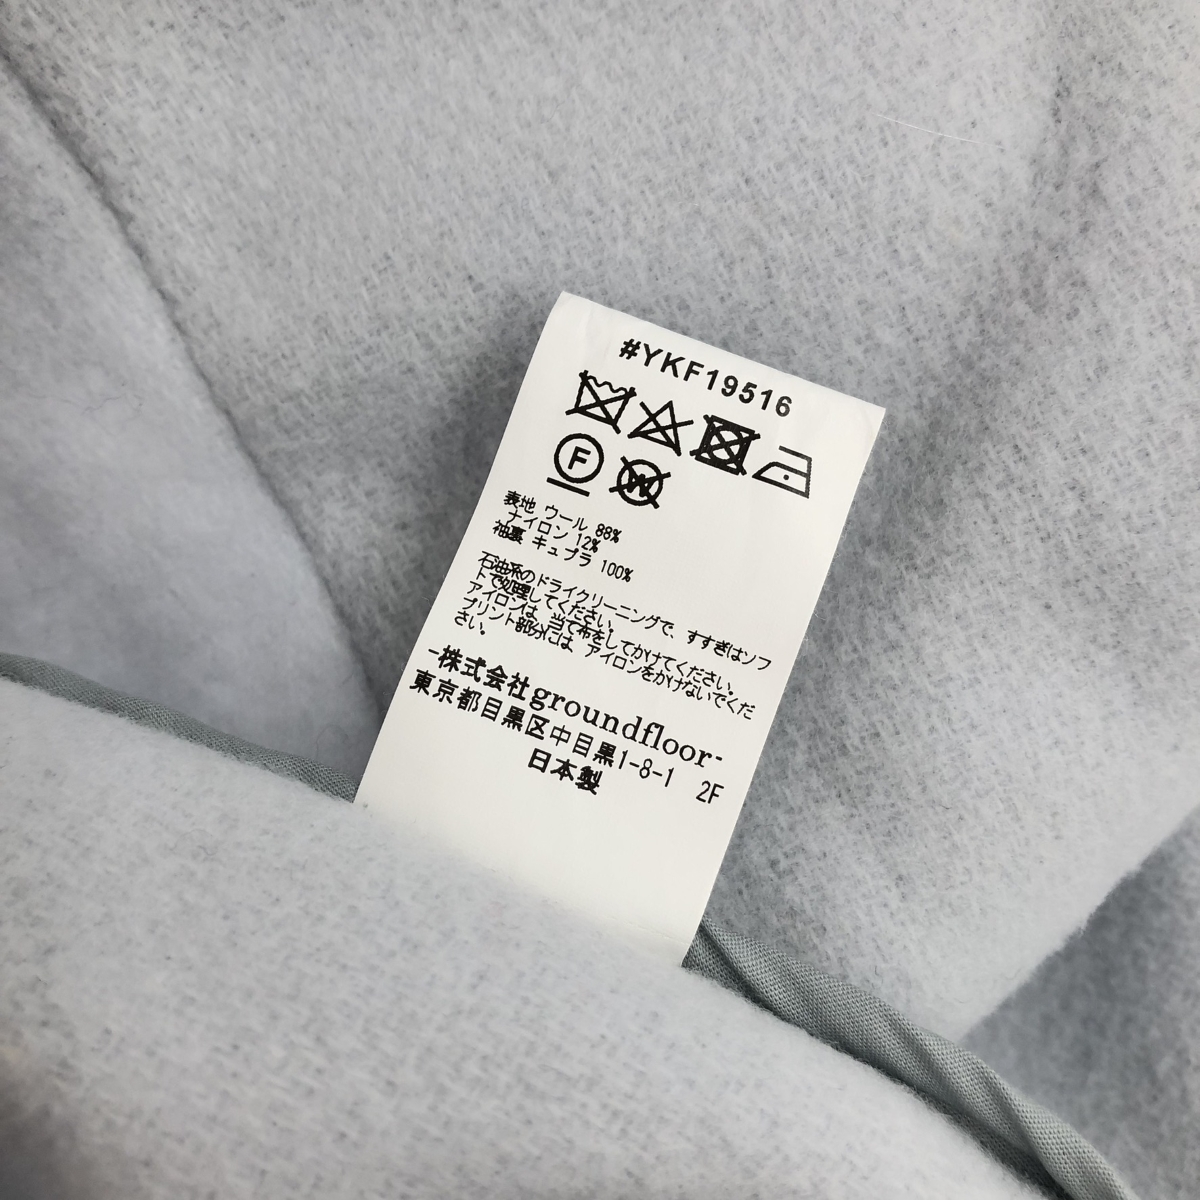 #YKF19516
F
W
表地 ウール 88%
ナイロン 12%
袖裏 キュプラ 100%
石油系のドライクリーニングで、すすぎはソフ
トで処理してください。
アイロンは、当て布をしてかけてください。
プリント部分には、アイロンをかけないでくだ
さい。
-株式会社groundfloor-
東京都目黒区中目黒1-8-1 2F
日本製